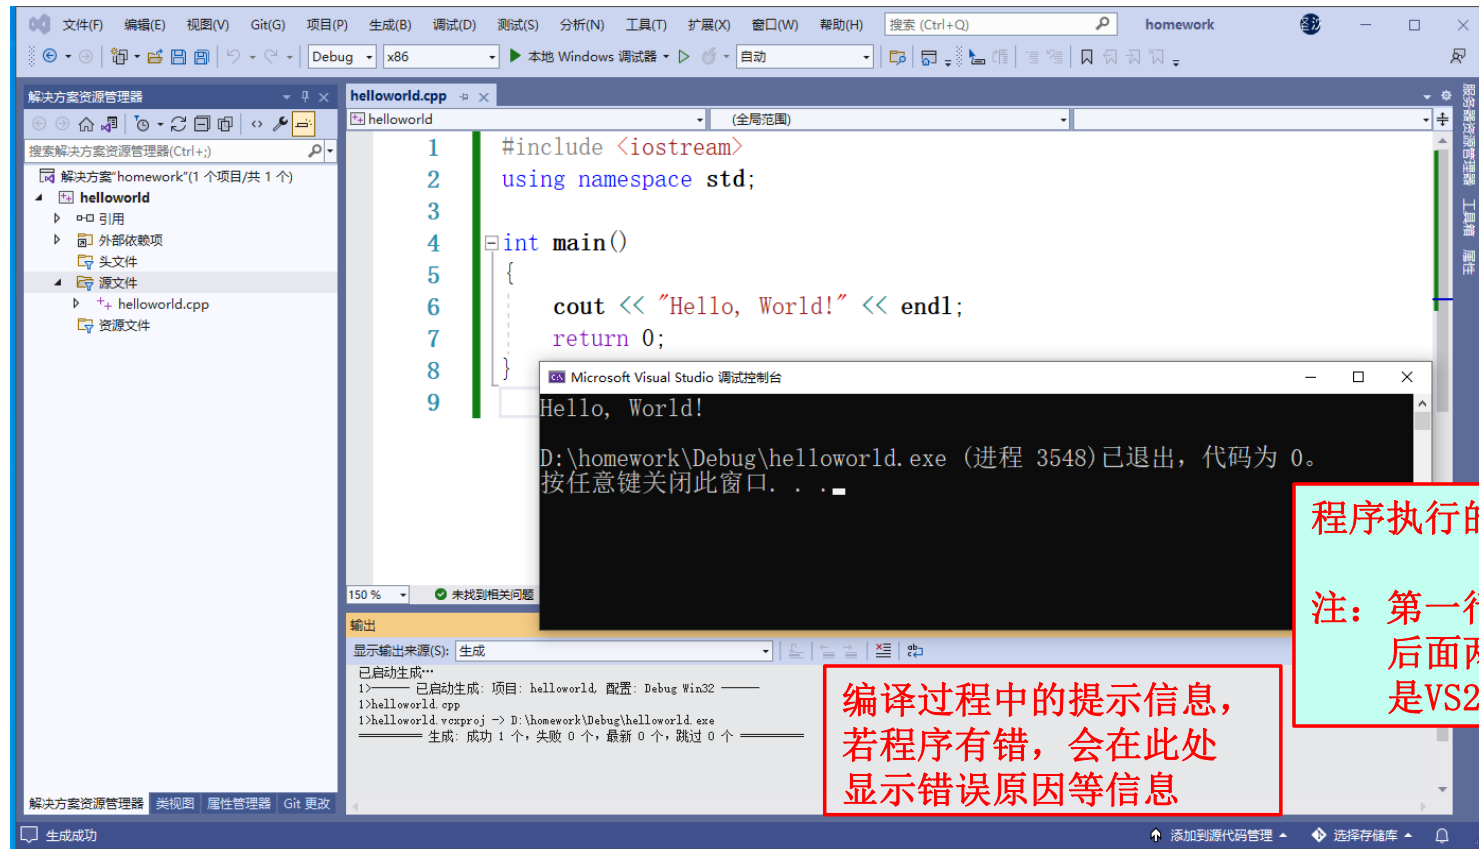 文件(F) 编辑(E) 视图(V) Git(G) 项目(P) 生成(B) 调试(D) 测试(S) 分析(N) 工具(T) 扩展(X) 窗口(W) 帮助(H) 搜索 (Ctrl+Q) homework
Debug x86 本地 Windows 调试器 自动
解决方案资源管理器
搜索解决方案资源管理器(Ctrl+;)
解决方案"homework"(1 个项目/共 1 个)
helloworld
引用
外部依赖项
头文件
源文件
helloworld.cpp
资源文件
解决方案资源管理器 类视图 属性管理器 Git 更改
helloworld.cpp
helloworld (全局范围)
1 #include <iostream>
2 using namespace std;
3
4 int main()
5 {
6 cout << "Hello, World!" << endl;
7 return 0;
8 }
9
Microsoft Visual Studio 调试控制台
Hello, World!
D:\homework\Debug\helloworld.exe (进程 3548)已退出，代码为 0。
按任意键关闭此窗口. . .
程序执行的
注：第一行
后面两
是VS2
150 % 未找到相关问题
输出
显示输出来源(S): 生成
已启动生成…
1>------ 已启动生成: 项目: helloworld, 配置: Debug Win32 ------
1>helloworld.cpp
1>helloworld.vcxproj -> D:\homework\Debug\helloworld.exe
========== 生成: 成功 1 个，失败 0 个，最新 0 个，跳过 0 个 ==========
编译过程中的提示信息，
若程序有错，会在此处
显示错误原因等信息
服务器资源管理器 工具箱 属性
生成成功 添加到源代码管理 选择存储库